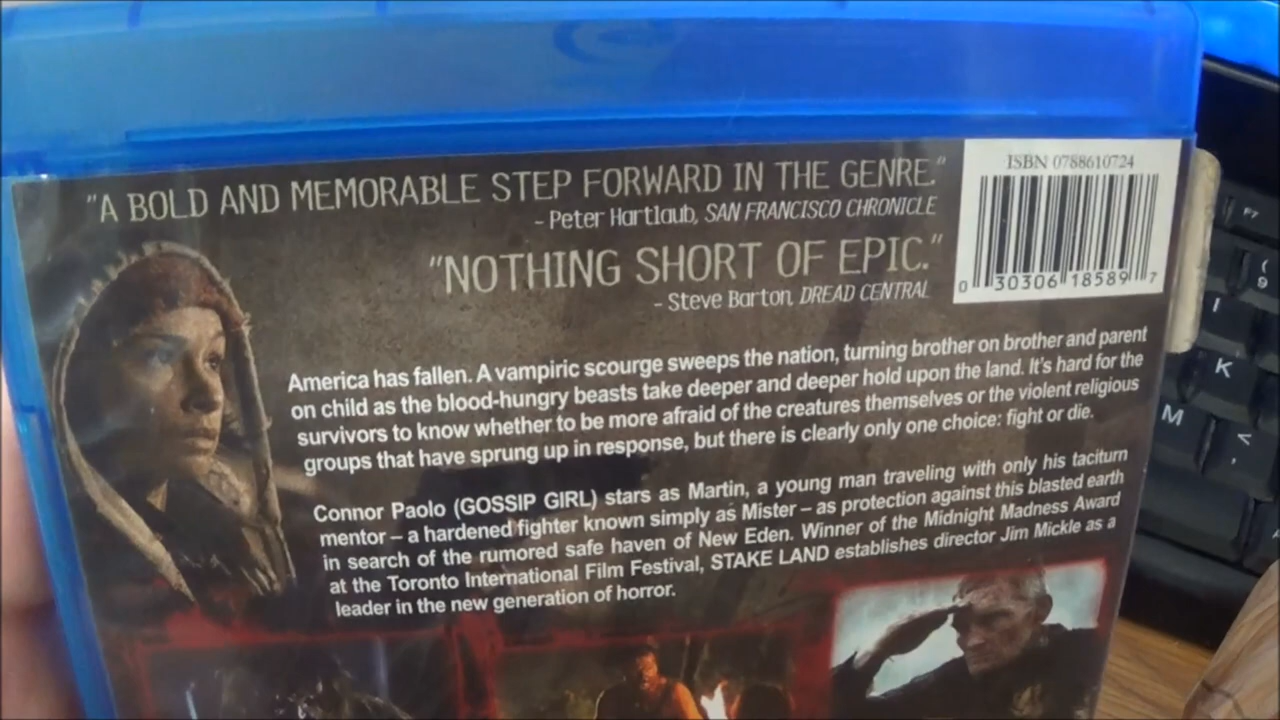 "A BOLD AND MEMORABLE STEP FORWARD IN THE GENRE."
– Peter Hartlaub, SAN FRANCISCO CHRONICLE
"NOTHING SHORT OF EPIC."
– Steve Barton, DREAD CENTRAL
ISBN 0788610724
0 30306 18589 7
America has fallen. A vampiric scourge sweeps the nation, turning brother on brother and parent
on child as the blood-hungry beasts take deeper and deeper hold upon the land. It's hard for the
survivors to know whether to be more afraid of the creatures themselves or the violent religious
groups that have sprung up in response, but there is clearly only one choice: fight or die.
Connor Paolo (GOSSIP GIRL) stars as Martin, a young man traveling with only his taciturn
mentor – a hardened fighter known simply as Mister – as protection against this blasted earth
in search of the rumored safe haven of New Eden. Winner of the Midnight Madness Award
at the Toronto International Film Festival, STAKE LAND establishes director Jim Mickle as a
leader in the new generation of horror.
F7
(
9
I
K
M
<
,